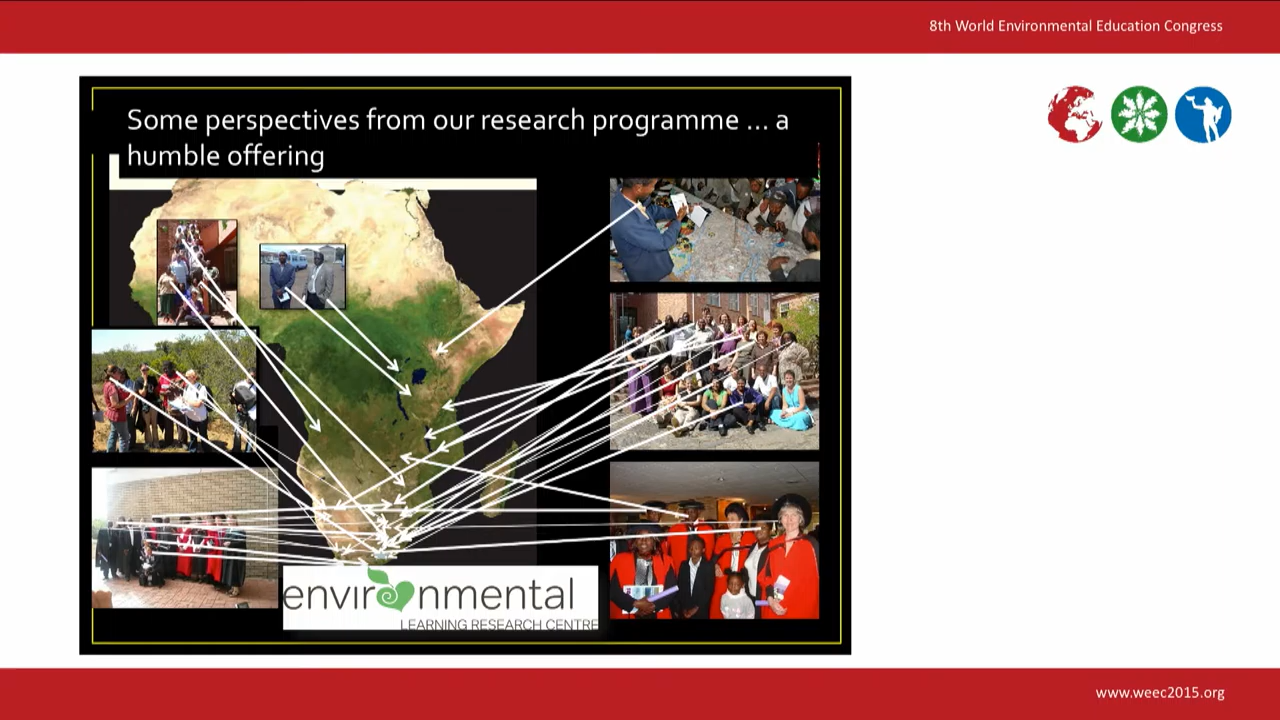 8th World Environmental Education Congress
Some perspectives from our research programme ... a
humble offering
environmental
LEARNING RESEARCH CENTRE
www.weec2015.org